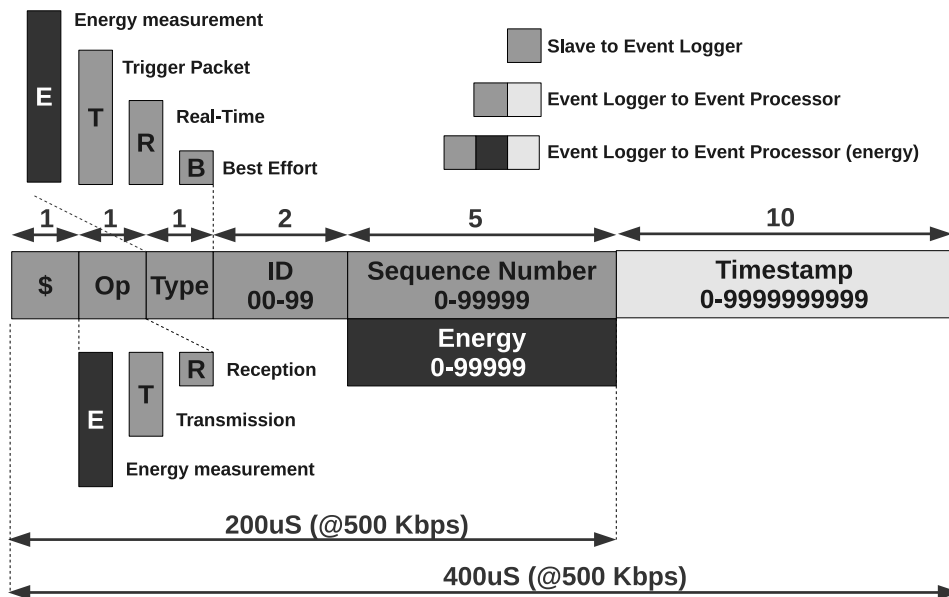 Energy measurement
E
Trigger Packet
T
Real-Time
R
Best Effort
B
Slave to Event Logger
Event Logger to Event Processor
Event Logger to Event Processor (energy)
1
1
1
2
5
10
$
Op
Type
ID
00-99
Sequence Number
0-99999
Timestamp
0-9999999999
Energy
0-99999
R
Reception
T
Transmission
E
Energy measurement
200uS (@500 Kbps)
400uS (@500 Kbps)